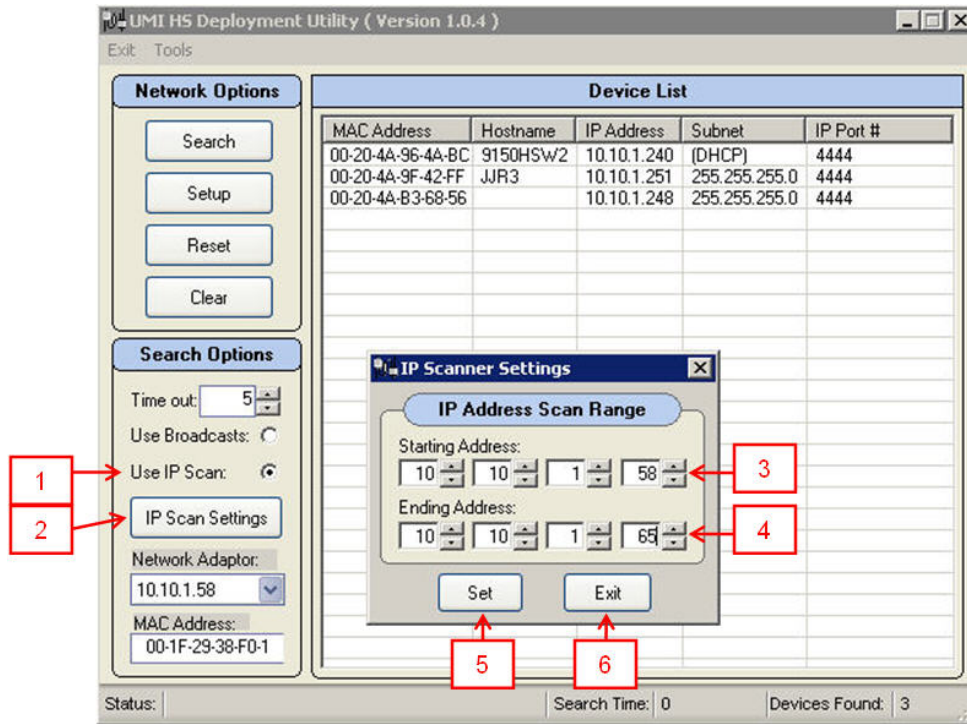 UMI HS Deployment Utility ( Version 1.0.4 )
Exit Tools
Network Options
Search
Setup
Reset
Clear
Search Options
Time out: 5
Use Broadcasts:
1
Use IP Scan:
2
IP Scan Settings
Network Adaptor:
10.10.1.58
MAC Address:
00-1F-29-38-F0-1
Device List
MAC Address Hostname IP Address Subnet IP Port #
00-20-4A-96-4A-BC 9150HSW2 10.10.1.240 (DHCP) 4444
00-20-4A-9F-42-FF JJR3 10.10.1.251 255.255.255.0 4444
00-20-4A-B3-68-56 10.10.1.248 255.255.255.0 4444
IP Scanner Settings
IP Address Scan Range
Starting Address:
10 10 1 58
3
Ending Address:
10 10 1 65
4
Set Exit
5 6
Status: Search Time: 0 Devices Found: 3